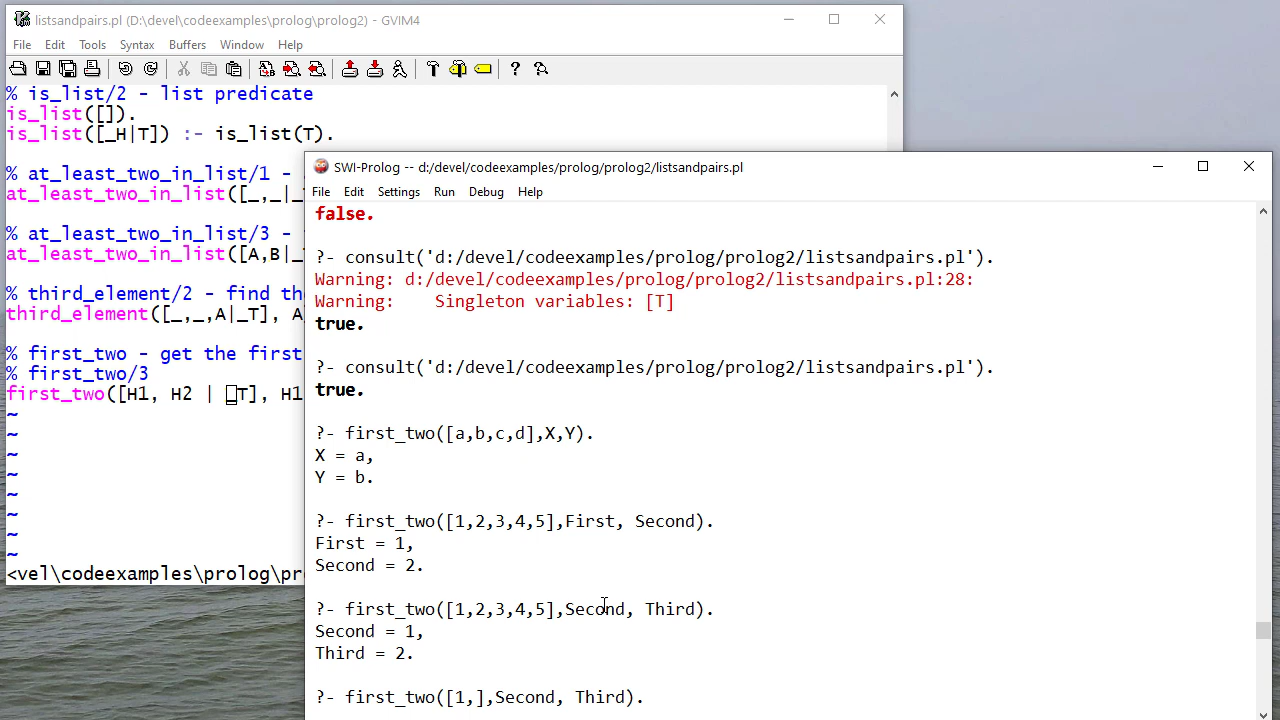 listsandpairs.pl (D:\devel\codeexamples\prolog\prolog2) - GVIM4
File Edit Tools Syntax Buffers Window Help
% is_list/2 - list predicate
is_list([]).
is_list([_H|T]) :- is_list(T).
% at_least_two_in_list/1 -
at_least_two_in_list([_,_|_
% at_least_two_in_list/3 -
at_least_two_in_list([A,B|_
% third_element/2 - find the
third_element([_,_,A|_T], A
% first_two - get the first
% first_two/3
first_two([H1, H2 | _T], H1
~
~
~
~
~
~
~
~
<vel\codeexamples\prolog\pr
SWI-Prolog -- d:/devel/codeexamples/prolog/prolog2/listsandpairs.pl
File Edit Settings Run Debug Help
false.
?- consult('d:/devel/codeexamples/prolog/prolog2/listsandpairs.pl').
Warning: d:/devel/codeexamples/prolog/prolog2/listsandpairs.pl:28:
Warning:    Singleton variables: [T]
true.
?- consult('d:/devel/codeexamples/prolog/prolog2/listsandpairs.pl').
true.
?- first_two([a,b,c,d],X,Y).
X = a,
Y = b.
?- first_two([1,2,3,4,5],First, Second).
First = 1,
Second = 2.
?- first_two([1,2,3,4,5],Second, Third).
Second = 1,
Third = 2.
?- first_two([1,],Second, Third).